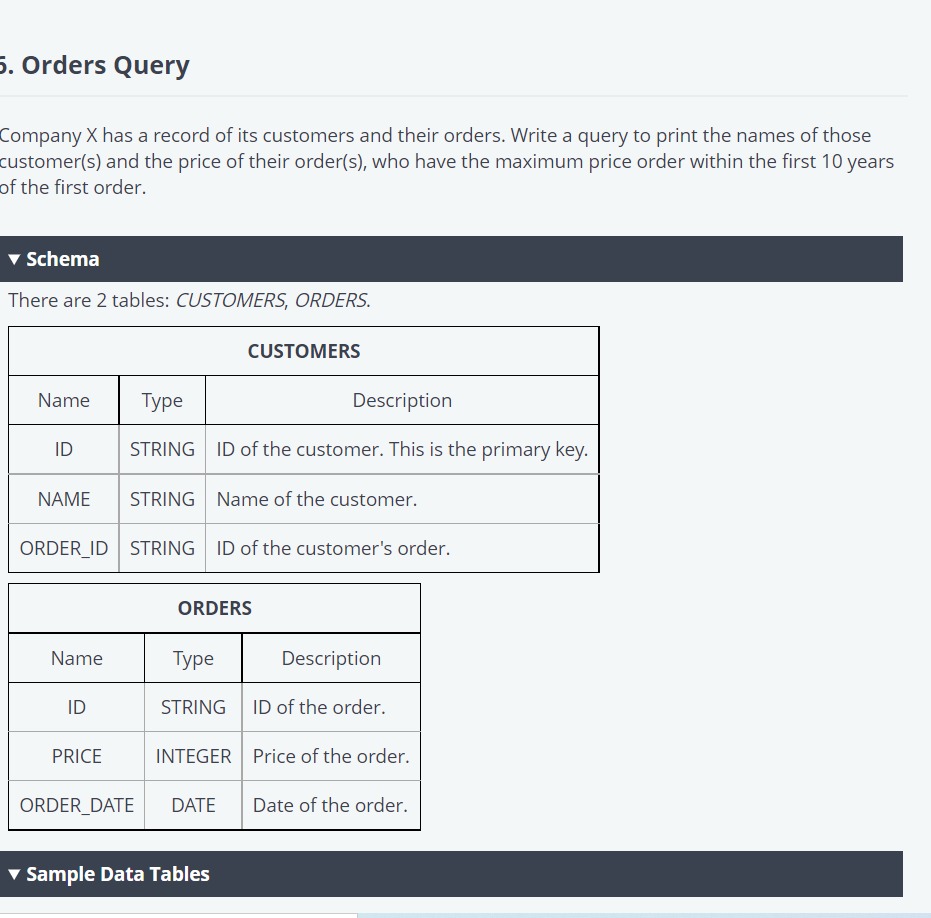 6. Orders Query
Company X has a record of its customers and their orders. Write a query to print the names of those
customer(s) and the price of their order(s), who have the maximum price order within the first 10 years
of the first order.
▼ Schema
There are 2 tables: CUSTOMERS, ORDERS.
CUSTOMERS
Name Type Description
ID STRING ID of the customer. This is the primary key.
NAME STRING Name of the customer.
ORDER_ID STRING ID of the customer's order.
ORDERS
Name Type Description
ID STRING ID of the order.
PRICE INTEGER Price of the order.
ORDER_DATE DATE Date of the order.
▼ Sample Data Tables